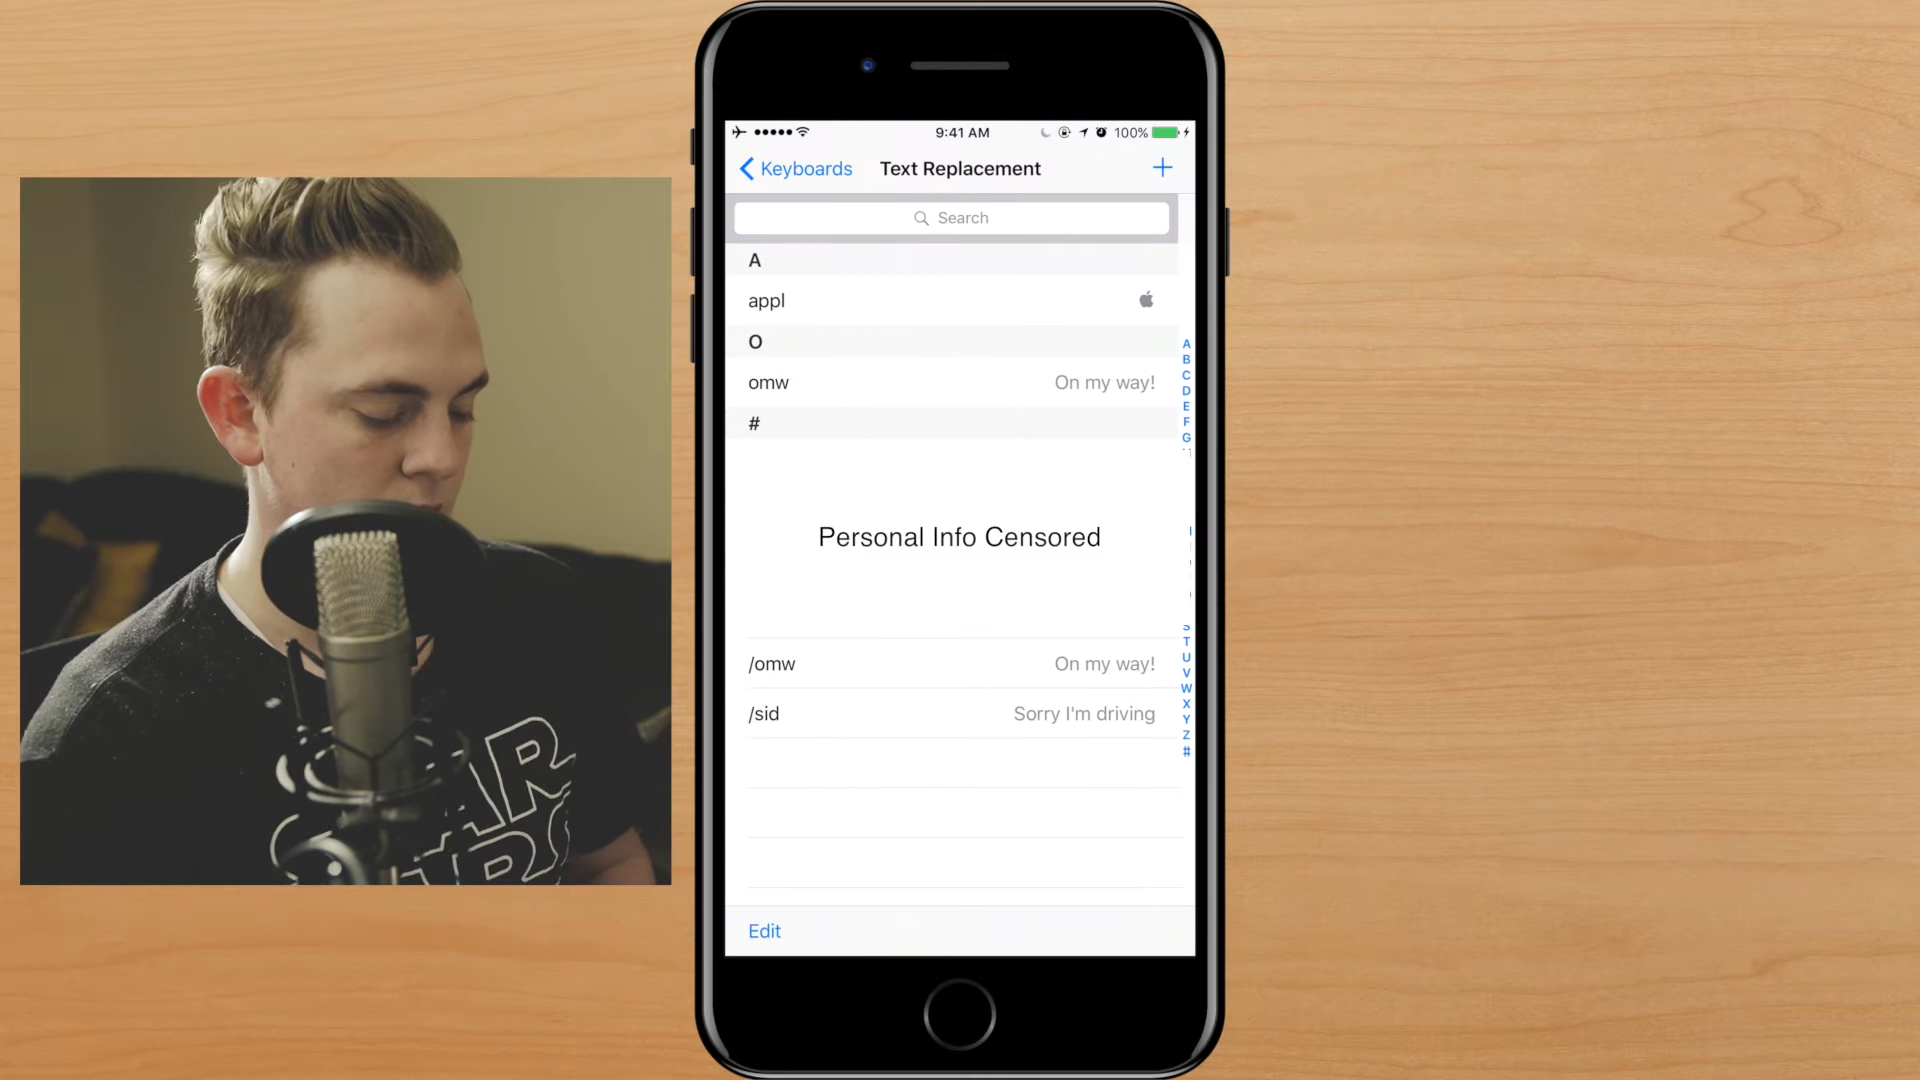 9:41 AM
100%
Keyboards
Text Replacement
+
Search
A
appl
O
omw
On my way!
#
Personal Info Censored
/omw
On my way!
/sid
Sorry I'm driving
Edit
A
B
C
D
E
F
G
S
T
U
V
W
X
Y
Z
#